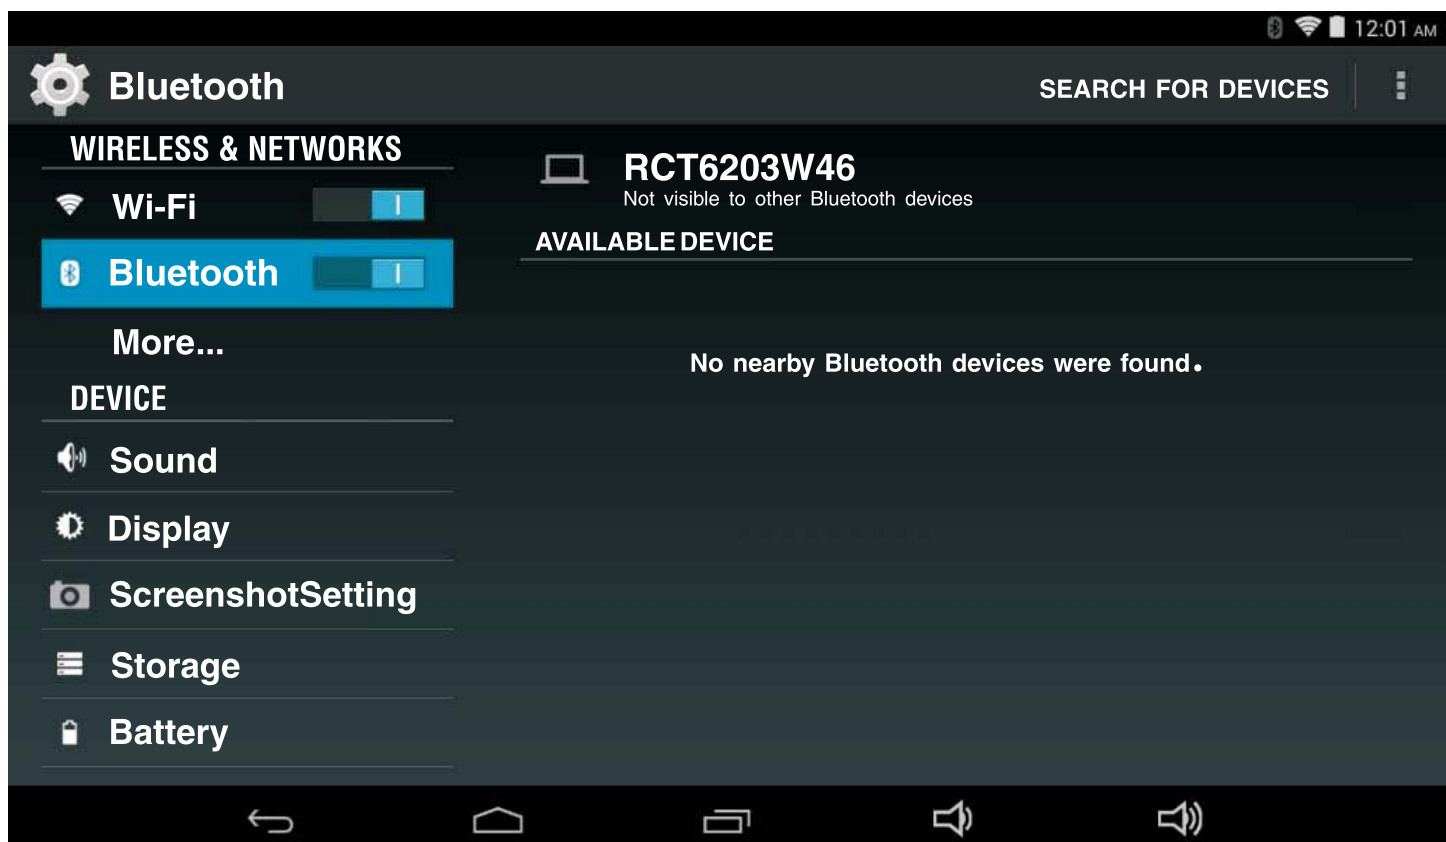 12:01 AM
Bluetooth
SEARCH FOR DEVICES
WIRELESS & NETWORKS
Wi-Fi
Bluetooth
More...
DEVICE
Sound
Display
ScreenshotSetting
Storage
Battery
RCT6203W46
Not visible to other Bluetooth devices
AVAILABLE DEVICE
No nearby Bluetooth devices were found.